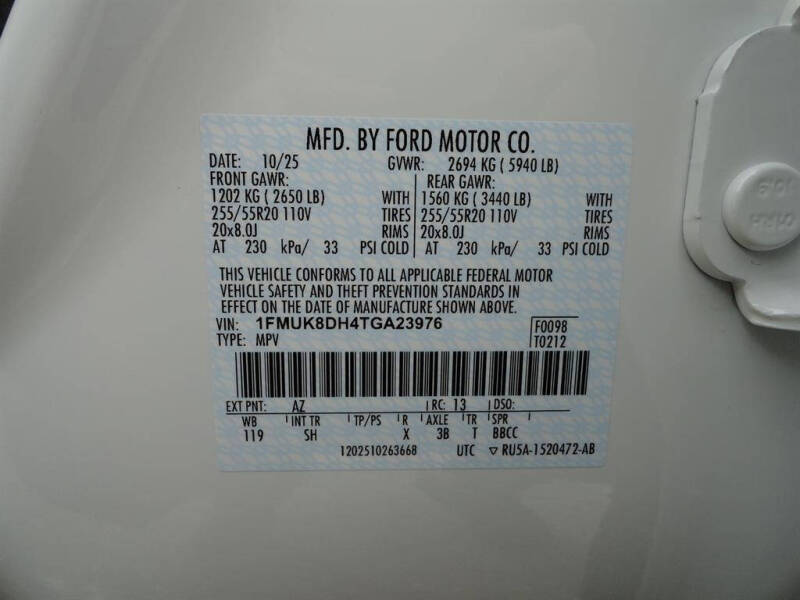 MFD. BY FORD MOTOR CO.
DATE: 10/25 GVWR: 2694 KG ( 5940 LB)
FRONT GAWR: REAR GAWR:
1202 KG ( 2650 LB) WITH 1560 KG ( 3440 LB) WITH
255/55R20 110V TIRES 255/55R20 110V TIRES
20x8.0J RIMS 20x8.0J RIMS
AT 230 kPa/ 33 PSI COLD AT 230 kPa/ 33 PSI COLD
THIS VEHICLE CONFORMS TO ALL APPLICABLE FEDERAL MOTOR
VEHICLE SAFETY AND THEFT PREVENTION STANDARDS IN
EFFECT ON THE DATE OF MANUFACTURE SHOWN ABOVE.
VIN: 1FMUK8DH4TGA23976 F0098
TYPE: MPV T0212
EXT PNT: AZ RC: 13 DSO:
WB INT TR TP/PS R AXLE TR SPR
119 SH X 3B T BBCC
1202510263668 UTC ▽ RU5A-1520472-AB
10.9